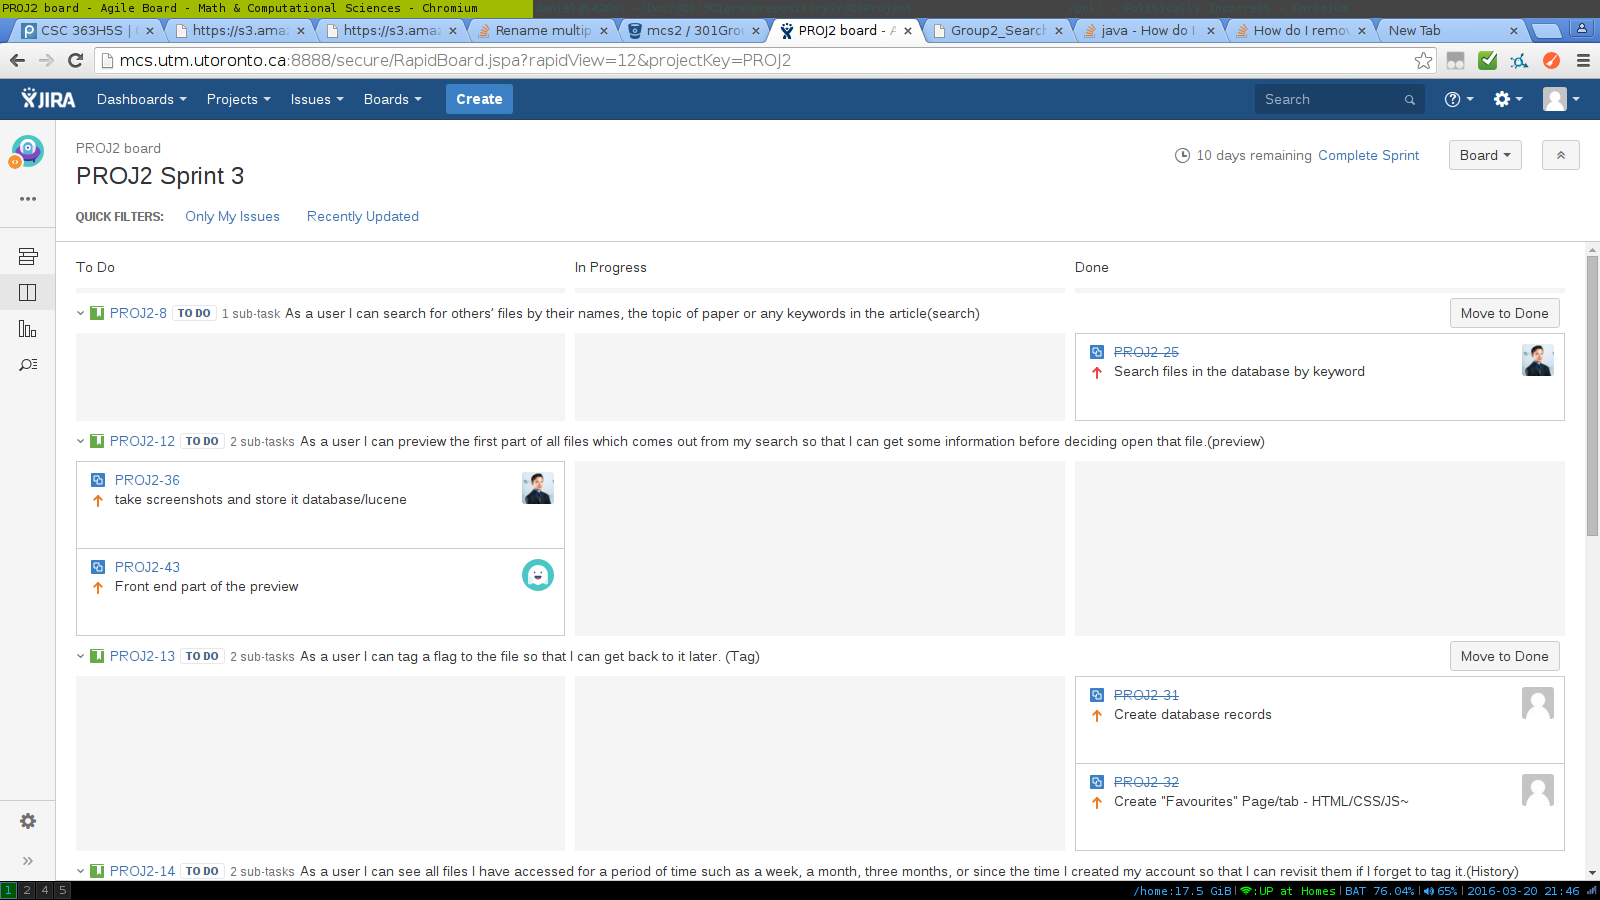 PROJ2 board - Agile Board - Math & Computational Sciences - Chromium
/pol/ - Politically Incorrect - Chromium
CSC 363H5S |
https://s3.amaz
https://s3.amaz
Rename multip
mcs2 / 301Grou
PROJ2 board - A
Group2_Search
java - How do I
How do I remov
New Tab
mcs.utm.utoronto.ca:8888/secure/RapidBoard.jspa?rapidView=12&projectKey=PROJ2
JIRA Dashboards Projects Issues Boards Create Search
PROJ2 board
10 days remaining Complete Sprint Board
PROJ2 Sprint 3
QUICK FILTERS: Only My Issues Recently Updated
To Do In Progress Done
PROJ2-8 TO DO 1 sub-task As a user I can search for others' files by their names, the topic of paper or any keywords in the article(search) Move to Done
PROJ2-25
Search files in the database by keyword
PROJ2-12 TO DO 2 sub-tasks As a user I can preview the first part of all files which comes out from my search so that I can get some information before deciding open that file.(preview)
PROJ2-36
take screenshots and store it database/lucene
PROJ2-43
Front end part of the preview
PROJ2-13 TO DO 2 sub-tasks As a user I can tag a flag to the file so that I can get back to it later. (Tag) Move to Done
PROJ2-31
Create database records
PROJ2-32
Create "Favourites" Page/tab - HTML/CSS/JS~
PROJ2-14 TO DO 2 sub-tasks As a user I can see all files I have accessed for a period of time such as a week, a month, three months, or since the time I created my account so that I can revisit them if I forget to tag it.(History)
1 2 4 5 /home:17.5 GiB| :UP at Homes|BAT 76.04%| 65%|2016-03-20 21:46